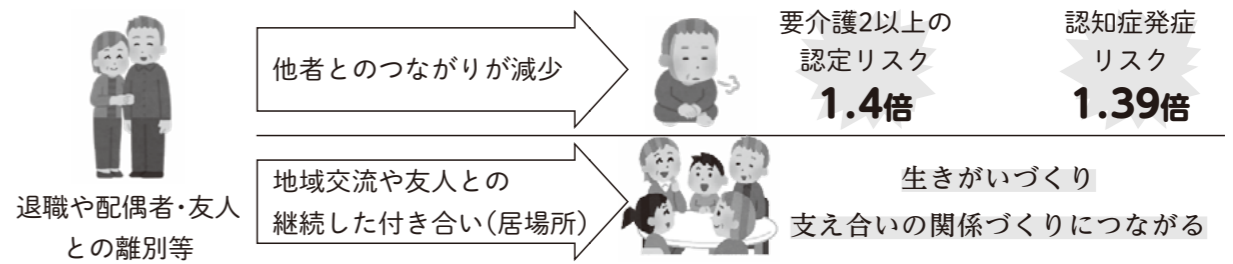 退職や配偶者・友人
との離別等
他者とのつながりが減少
要介護2以上の
認定リスク
1.4倍
認知症発症
リスク
1.39倍
地域交流や友人との
継続した付き合い(居場所)
生きがいづくり
支え合いの関係づくりにつながる